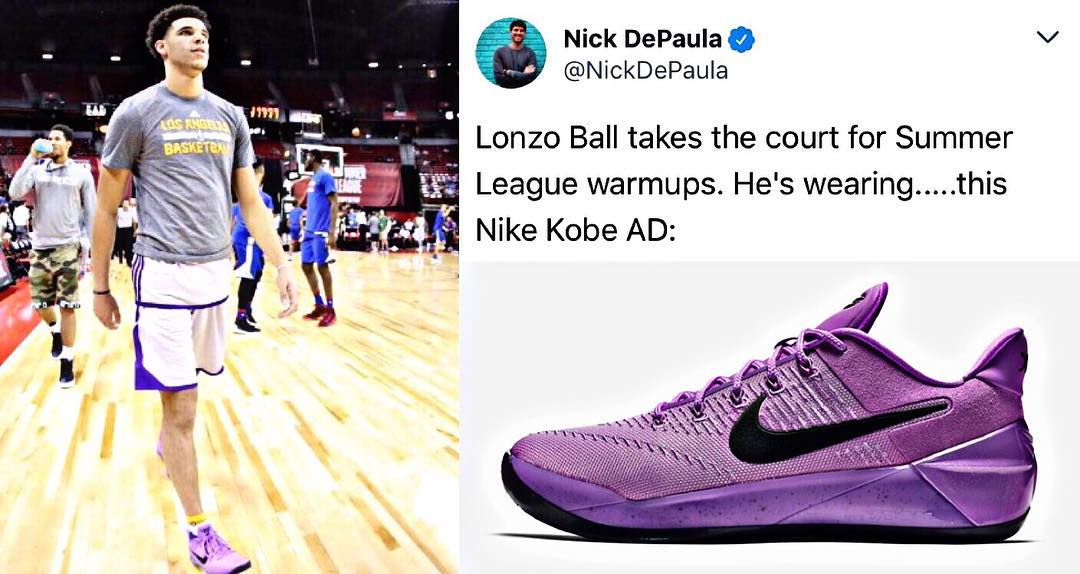 LOS ANGELES
BASKETBALL
Nick DePaula
@NickDePaula
Lonzo Ball takes the court for Summer
League warmups. He's wearing.....this
Nike Kobe AD: